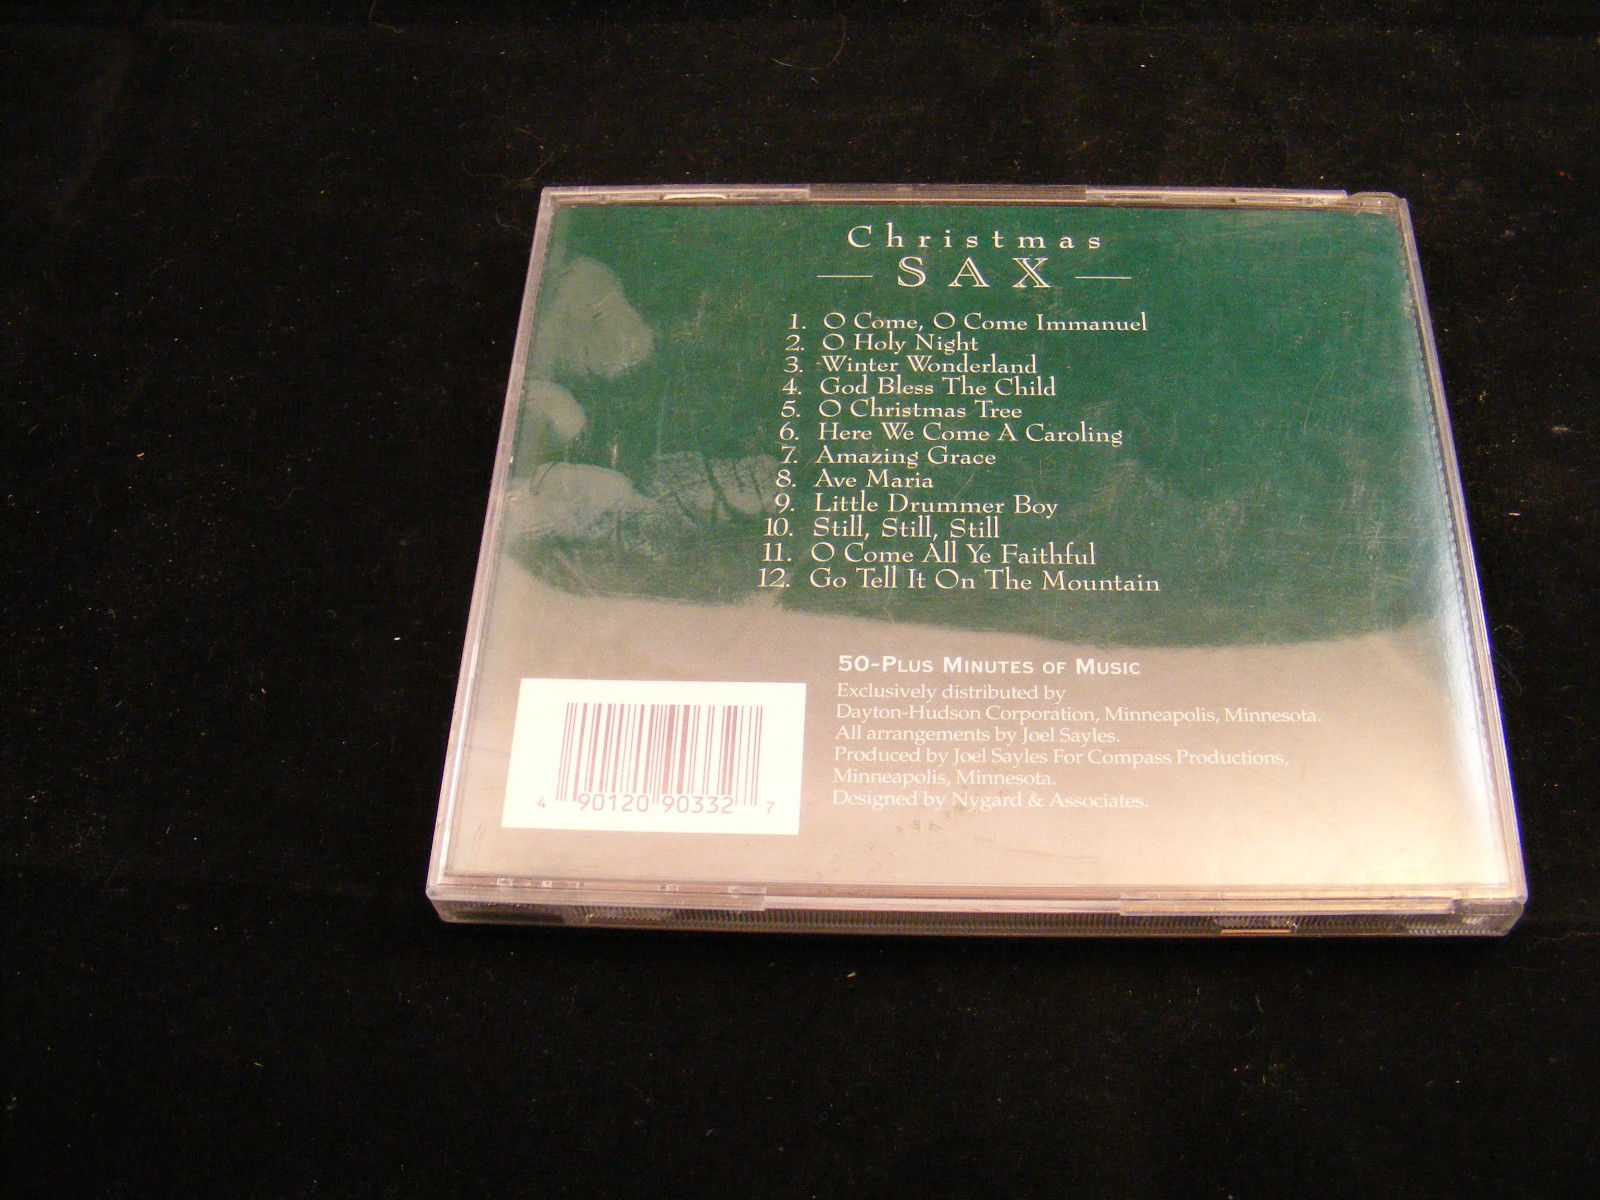 Christmas
SAX
1. O Come, O Come Immanuel
2. O Holy Night
3. Winter Wonderland
4. God Bless The Child
5. O Christmas Tree
6. Here We Come A Caroling
7. Amazing Grace
8. Ave Maria
9. Little Drummer Boy
10. Still, Still, Still
11. O Come All Ye Faithful
12. Go Tell It On The Mountain
50-PLUS MINUTES OF MUSIC
Exclusively distributed by
Dayton-Hudson Corporation, Minneapolis, Minnesota.
All arrangements by Joel Sayles.
Produced by Joel Sayles For Compass Productions,
Minneapolis, Minnesota.
Designed by Nygard & Associates.
4 90120 90332 7